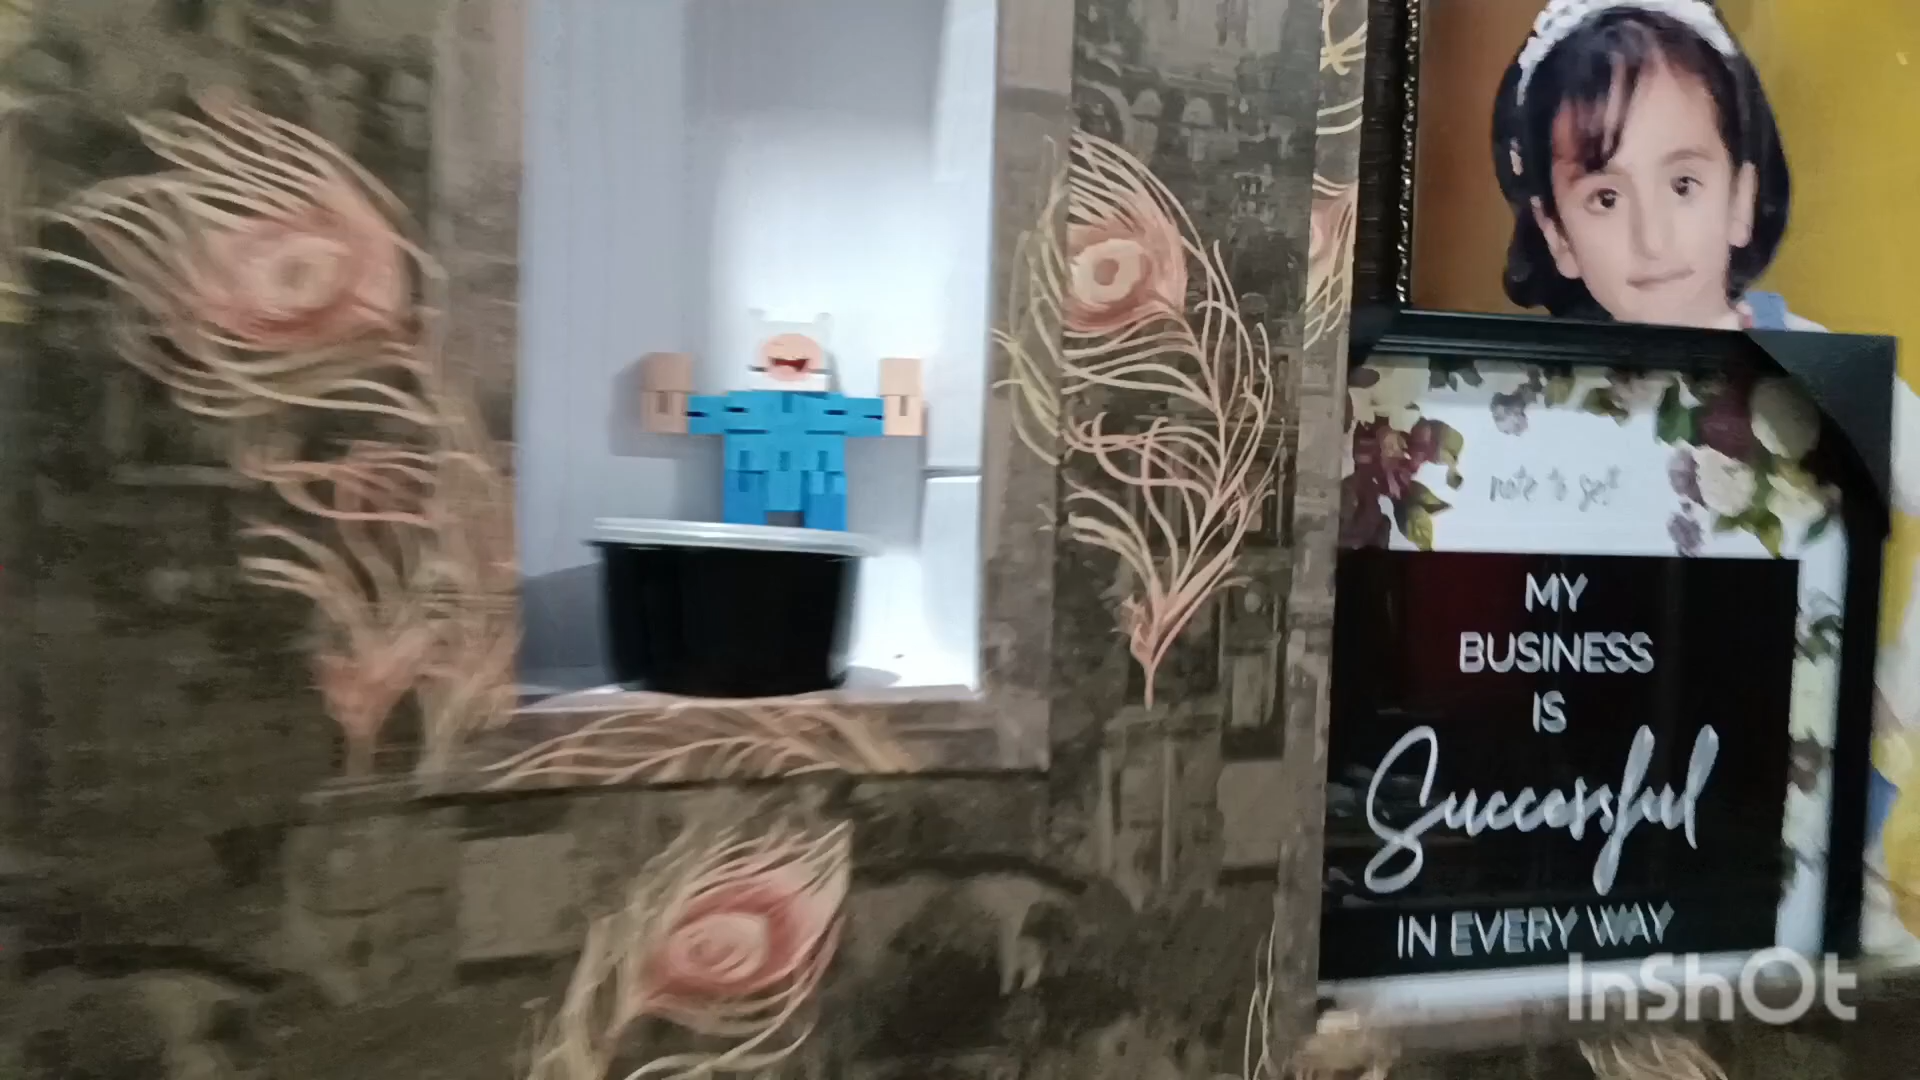 note to self
MY
BUSINESS
IS
Successful
IN EVERY WAY
InShOt